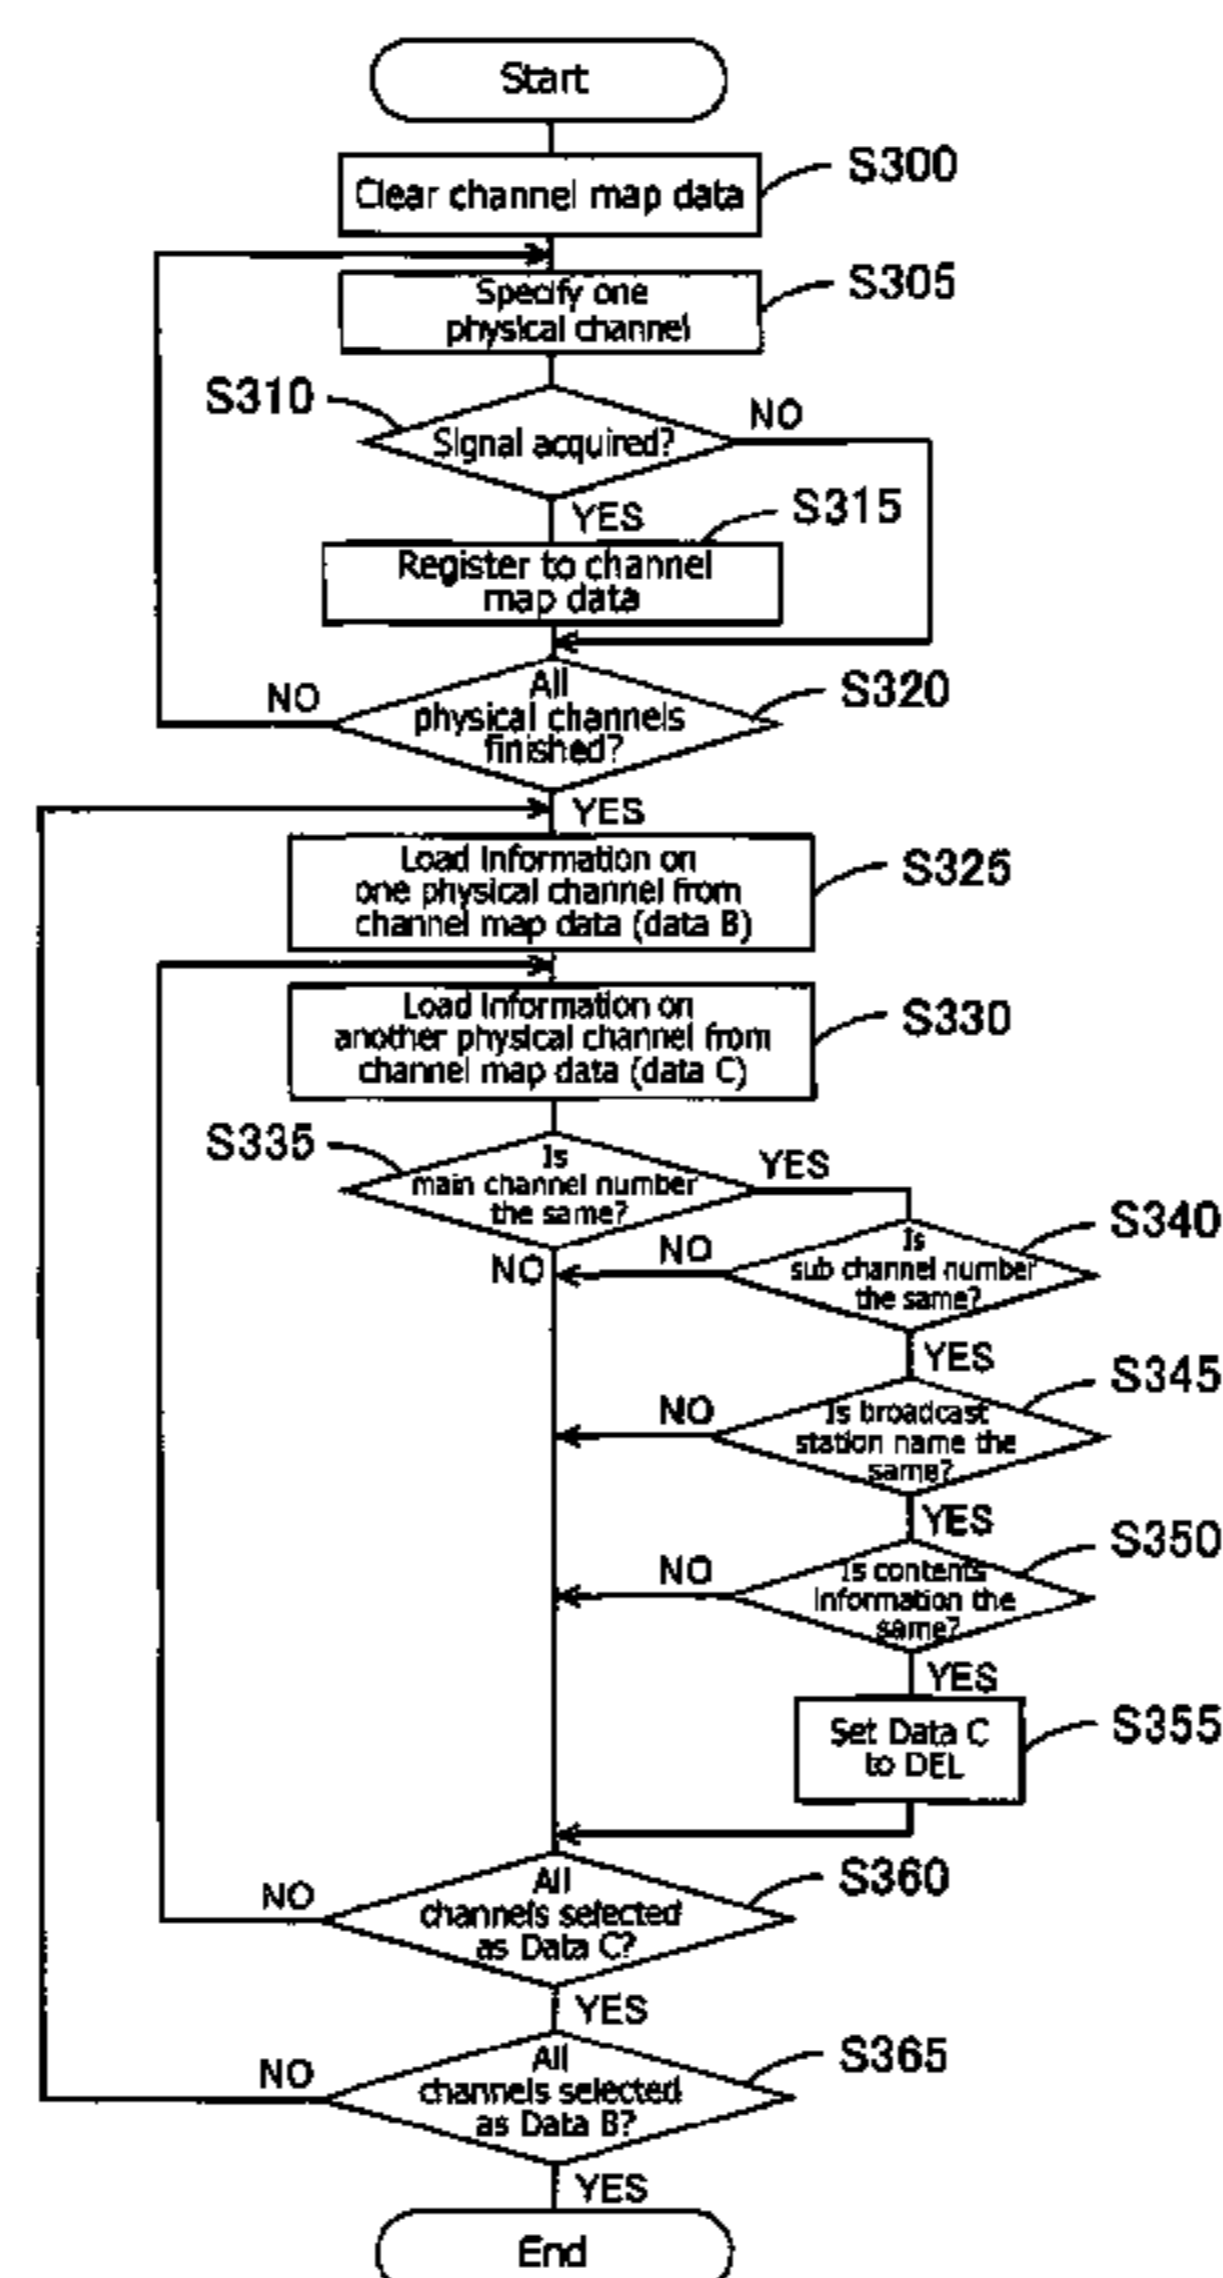 Start
S300
Clear channel map data
S305
Specify one
physical channel
S310
NO
Signal acquired?
S315
YES
Register to channel
map data
S320
NO
All
physical channels
finished?
YES
S325
Load Information on
one physical channel from
channel map data (data B)
S330
Load Information on
another physical channel from
channel map data (data C)
S335
YES
Is
main channel number
the same?
S340
NO
NO
Is
sub channel number
the same?
YES
S345
NO
Is broadcast
station name the
same?
YES
S350
NO
Is contents
Information the
same?
YES
S355
Set Data C
to DEL
S360
NO
All
channels selected
as Data C?
YES
S365
NO
All
channels selected
as Data B?
YES
End